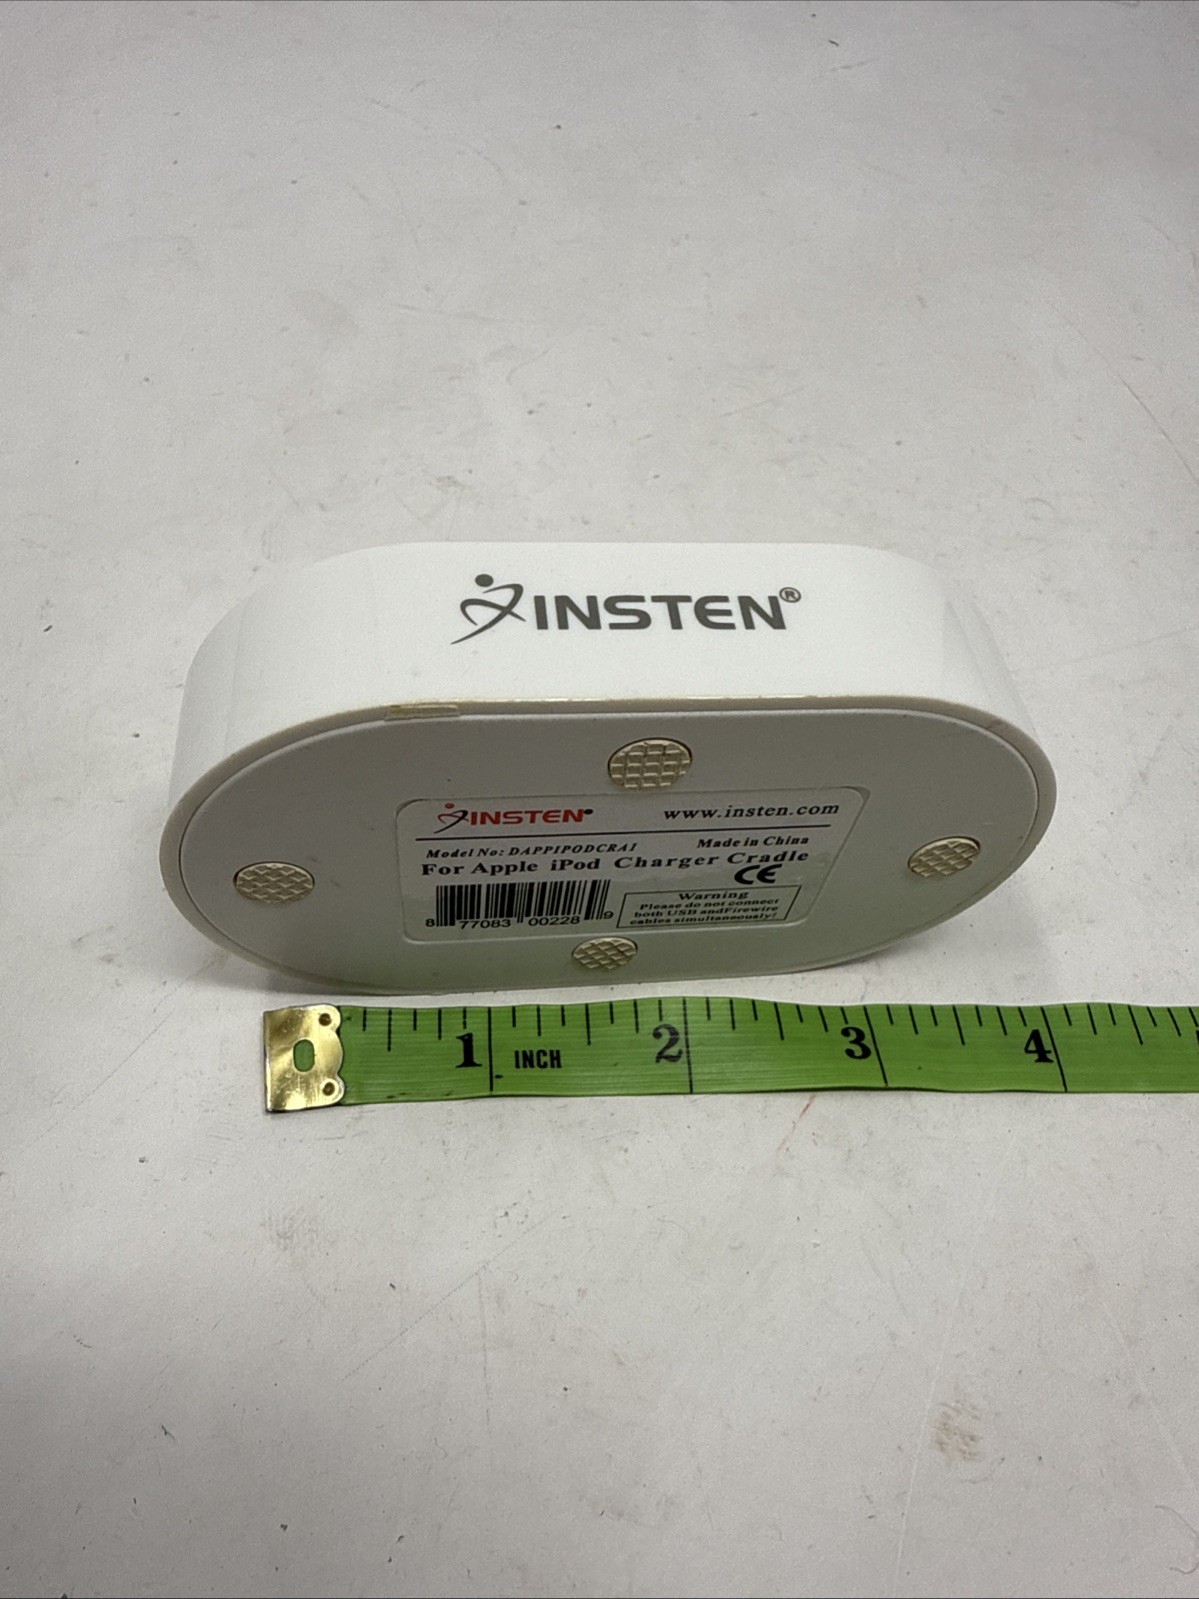 INSTEN®
INSTEN
www.insten.com
Model No: DAPPIPODCRA1
Made in China
For Apple iPod Charger Cradle
CE
8 77083 00228 9
Warning
Please do not connect
both USB andFirewire
cables simultaneously!
1 INCH 2 3 4